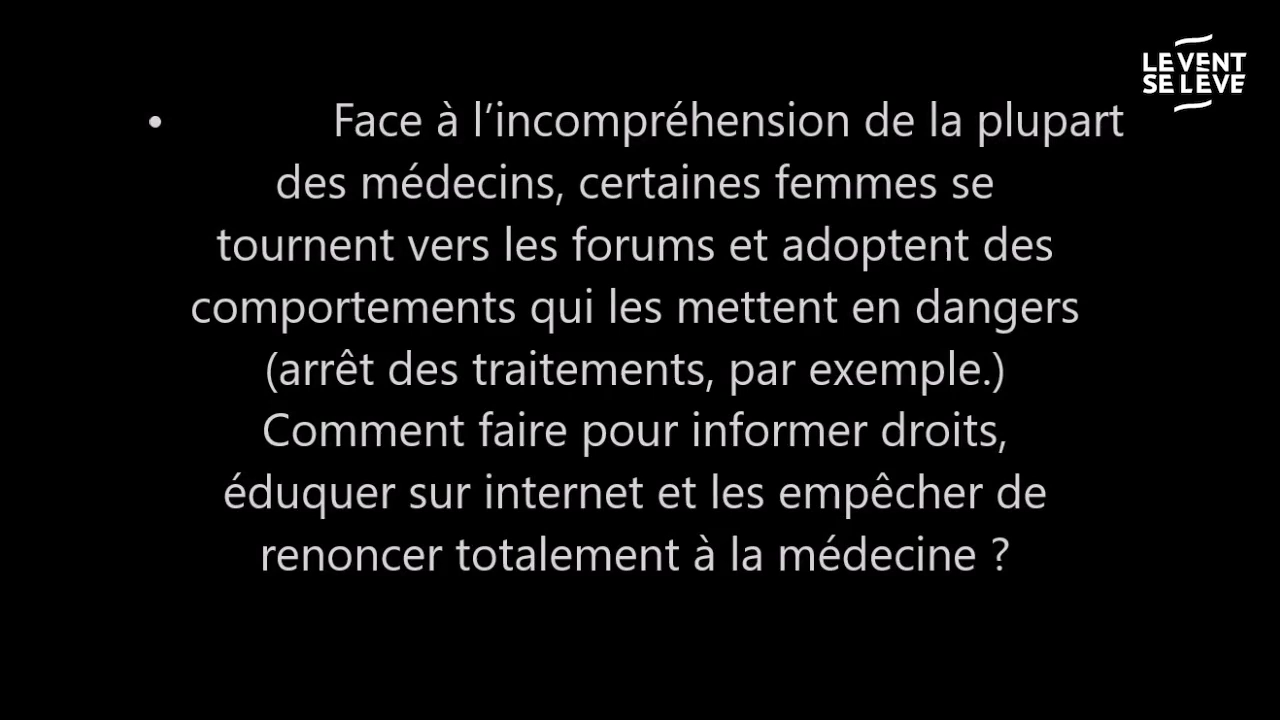 LE VENT
SE LÈVE
• Face à l’incompréhension de la plupart
des médecins, certaines femmes se
tournent vers les forums et adoptent des
comportements qui les mettent en dangers
(arrêt des traitements, par exemple.)
Comment faire pour informer droits,
éduquer sur internet et les empêcher de
renoncer totalement à la médecine ?